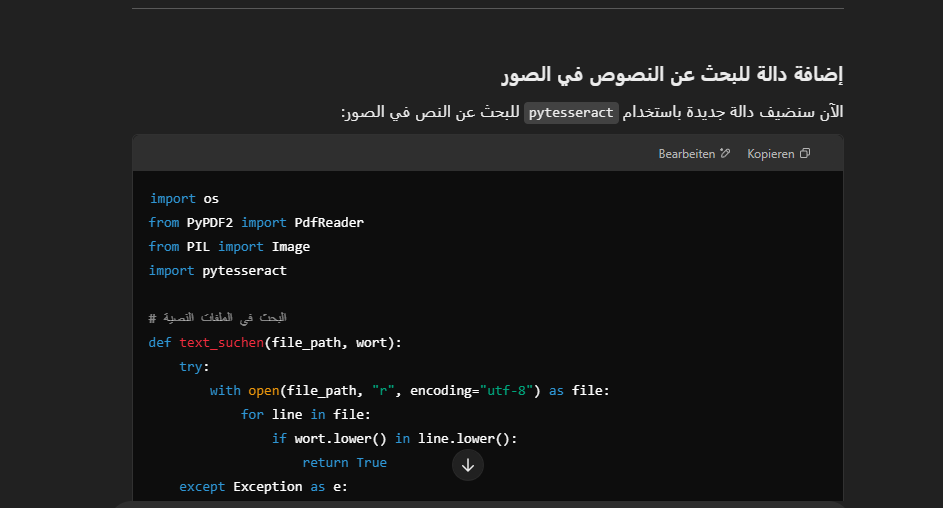 إضافة دالة للبحث عن النصوص في الصور
الآن سنضيف دالة جديدة باستخدام pytesseract للبحث عن النص في الصور:
Bearbeiten Kopieren
import os
from PyPDF2 import PdfReader
from PIL import Image
import pytesseract
# البحث في الملفات النصية
def text_suchen(file_path, wort):
    try:
        with open(file_path, "r", encoding="utf-8") as file:
            for line in file:
                if wort.lower() in line.lower():
                    return True
    except Exception as e: